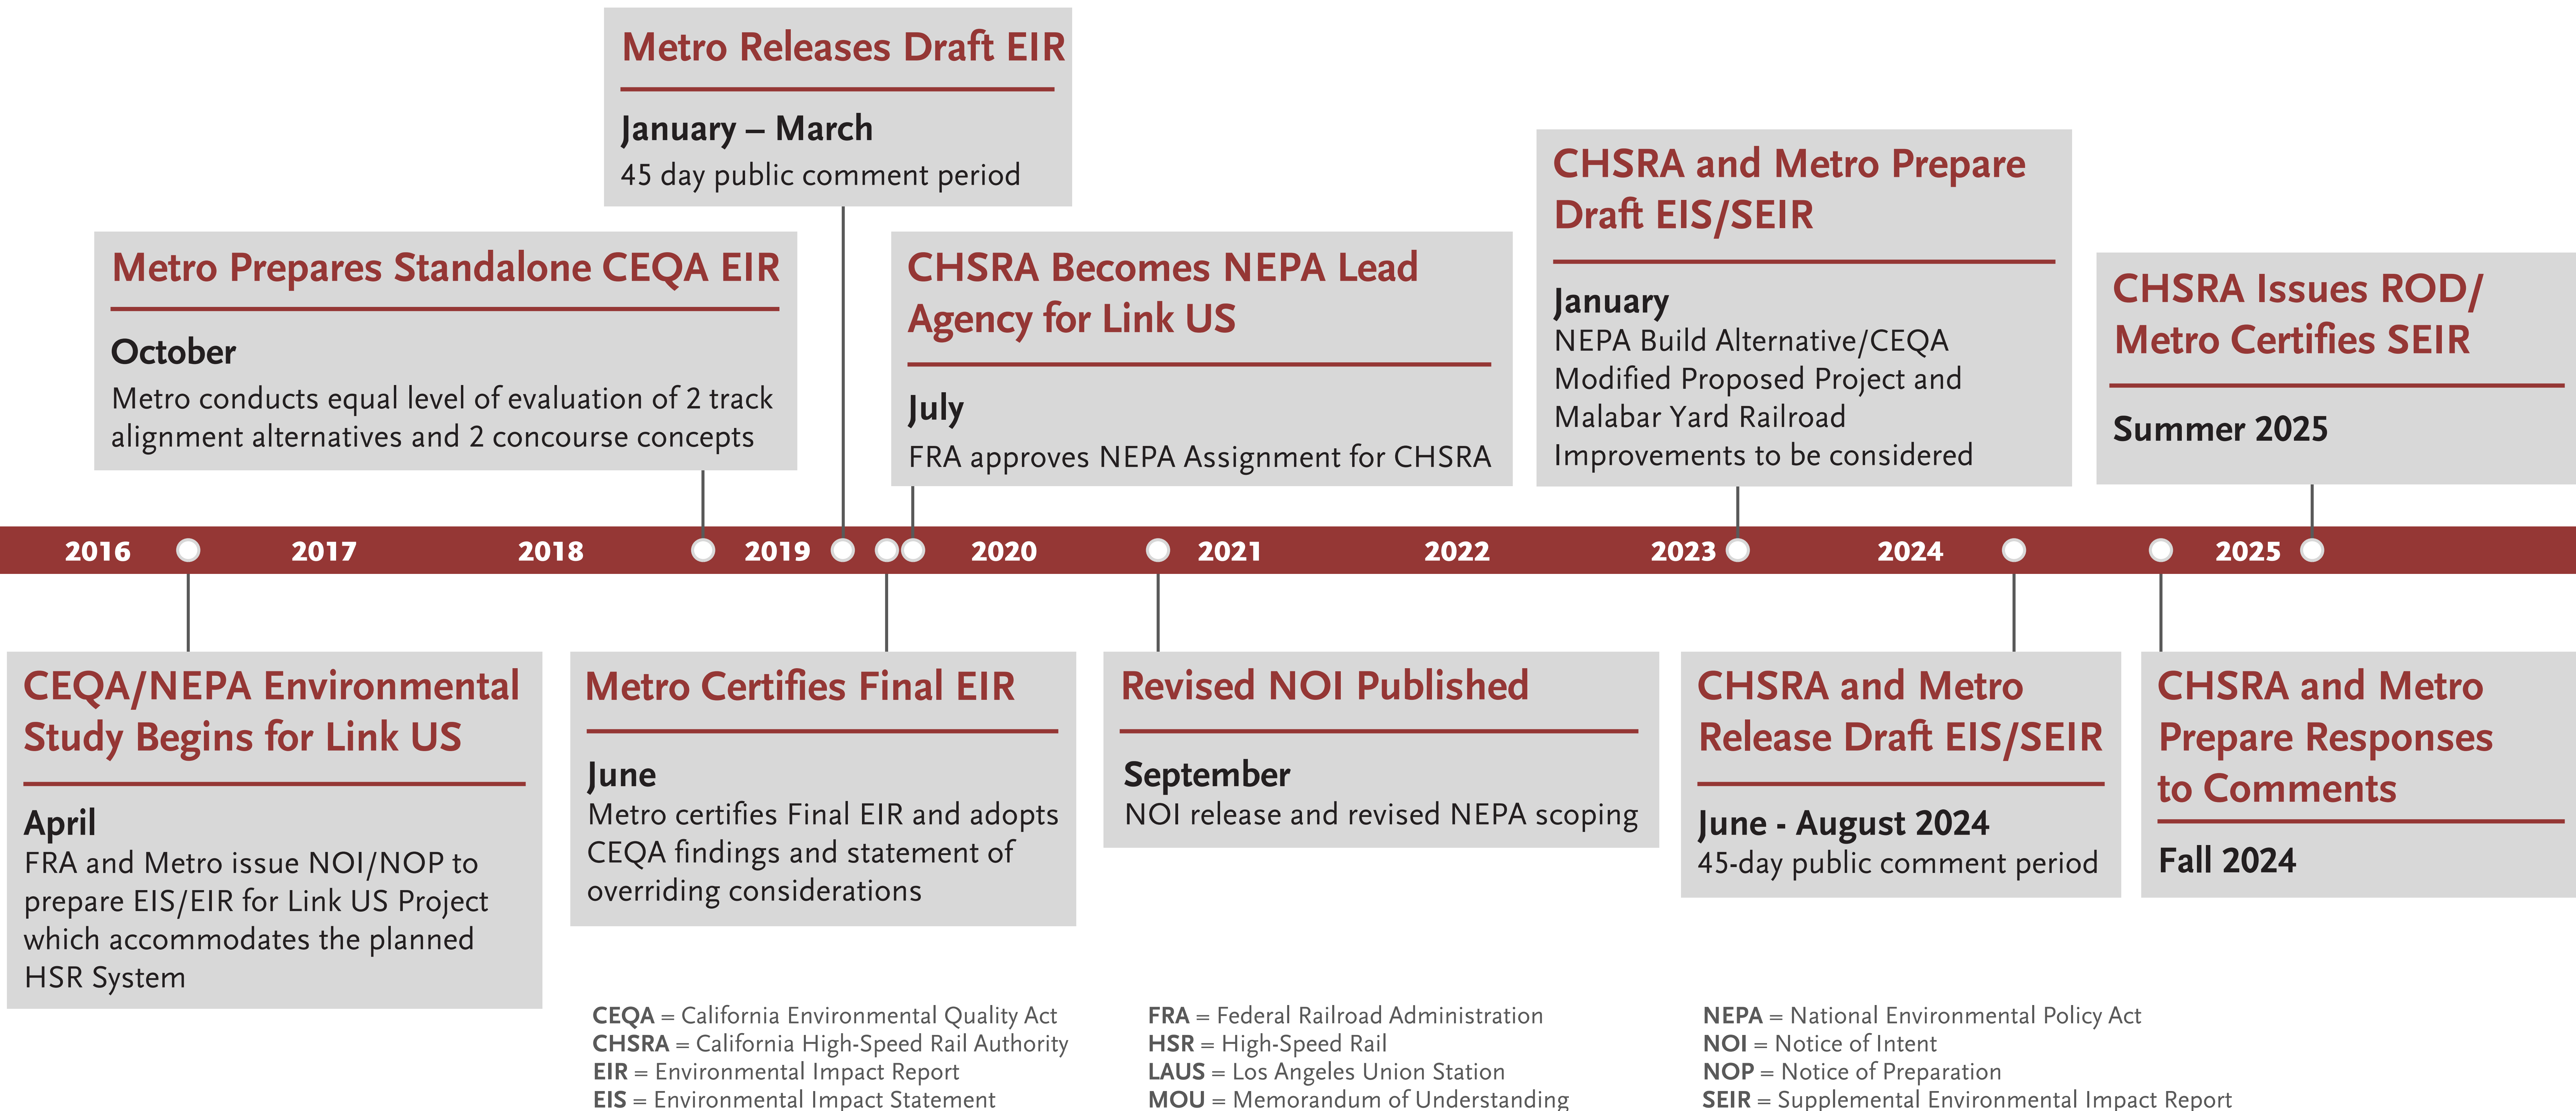 Metro Releases Draft EIR
January – March
45 day public comment period
Metro Prepares Standalone CEQA EIR
October
Metro conducts equal level of evaluation of 2 track
alignment alternatives and 2 concourse concepts
CHSRA Becomes NEPA Lead
Agency for Link US
July
FRA approves NEPA Assignment for CHSRA
CHSRA and Metro Prepare
Draft EIS/SEIR
January
NEPA Build Alternative/CEQA
Modified Proposed Project and
Malabar Yard Railroad
Improvements to be considered
CHSRA Issues ROD/
Metro Certifies SEIR
Summer 2025
2016 2017 2018 2019 2020 2021 2022 2023 2024 2025
CEQA/NEPA Environmental
Study Begins for Link US
April
FRA and Metro issue NOI/NOP to
prepare EIS/EIR for Link US Project
which accommodates the planned
HSR System
Metro Certifies Final EIR
June
Metro certifies Final EIR and adopts
CEQA findings and statement of
overriding considerations
Revised NOI Published
September
NOI release and revised NEPA scoping
CHSRA and Metro
Release Draft EIS/SEIR
June - August 2024
45-day public comment period
CHSRA and Metro
Prepare Responses
to Comments
Fall 2024
CEQA = California Environmental Quality Act
CHSRA = California High-Speed Rail Authority
EIR = Environmental Impact Report
EIS = Environmental Impact Statement
FRA = Federal Railroad Administration
HSR = High-Speed Rail
LAUS = Los Angeles Union Station
MOU = Memorandum of Understanding
NEPA = National Environmental Policy Act
NOI = Notice of Intent
NOP = Notice of Preparation
SEIR = Supplemental Environmental Impact Report